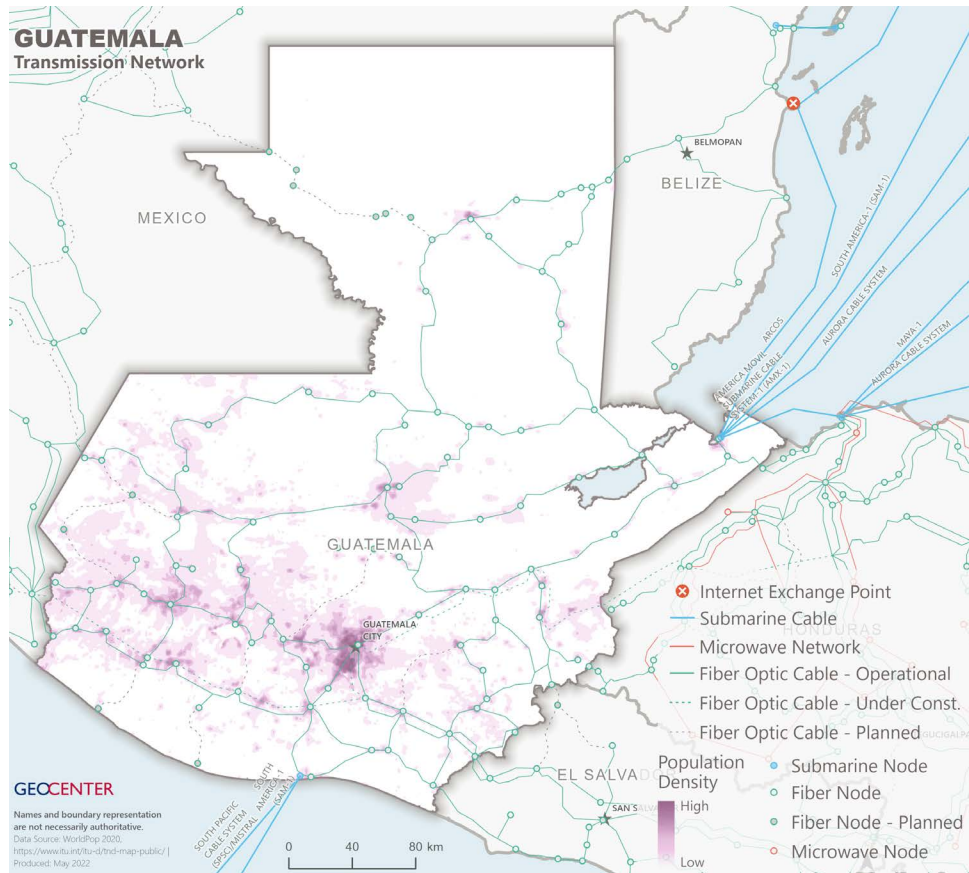 GUATEMALA
Transmission Network
BELMOPAN
BELIZE
MEXICO
SOUTH AMERICA-1 (SAM-1)
AURORA CABLE SYSTEM
MAYA-1
AURORA CABLE SYSTEM
ARCOS
AMERICA MOVIL
SUBMARINE CABLE
SYSTEM-1 (AMX-1)
GUATEMALA
GUATEMALA
CITY
HONDURAS
EL SALVADOR
SAN S
SOUTH
AMERICA-1
(SAM-1)
SOUTH PACIFIC
CABLE SYSTEM
(SPSC)/MISTRAL
Internet Exchange Point
Submarine Cable
Microwave Network
Fiber Optic Cable - Operational
Fiber Optic Cable - Under Const.
Fiber Optic Cable - Planned
Population
Density
High
Low
Submarine Node
Fiber Node
Fiber Node - Planned
Microwave Node
GEOCENTER
Names and boundary representation
are not necessarily authoritative.
Data Source: WorldPop 2020,
https://www.itu.int/itu-d/tnd-map-public/ |
Produced: May 2022
0 40 80 km